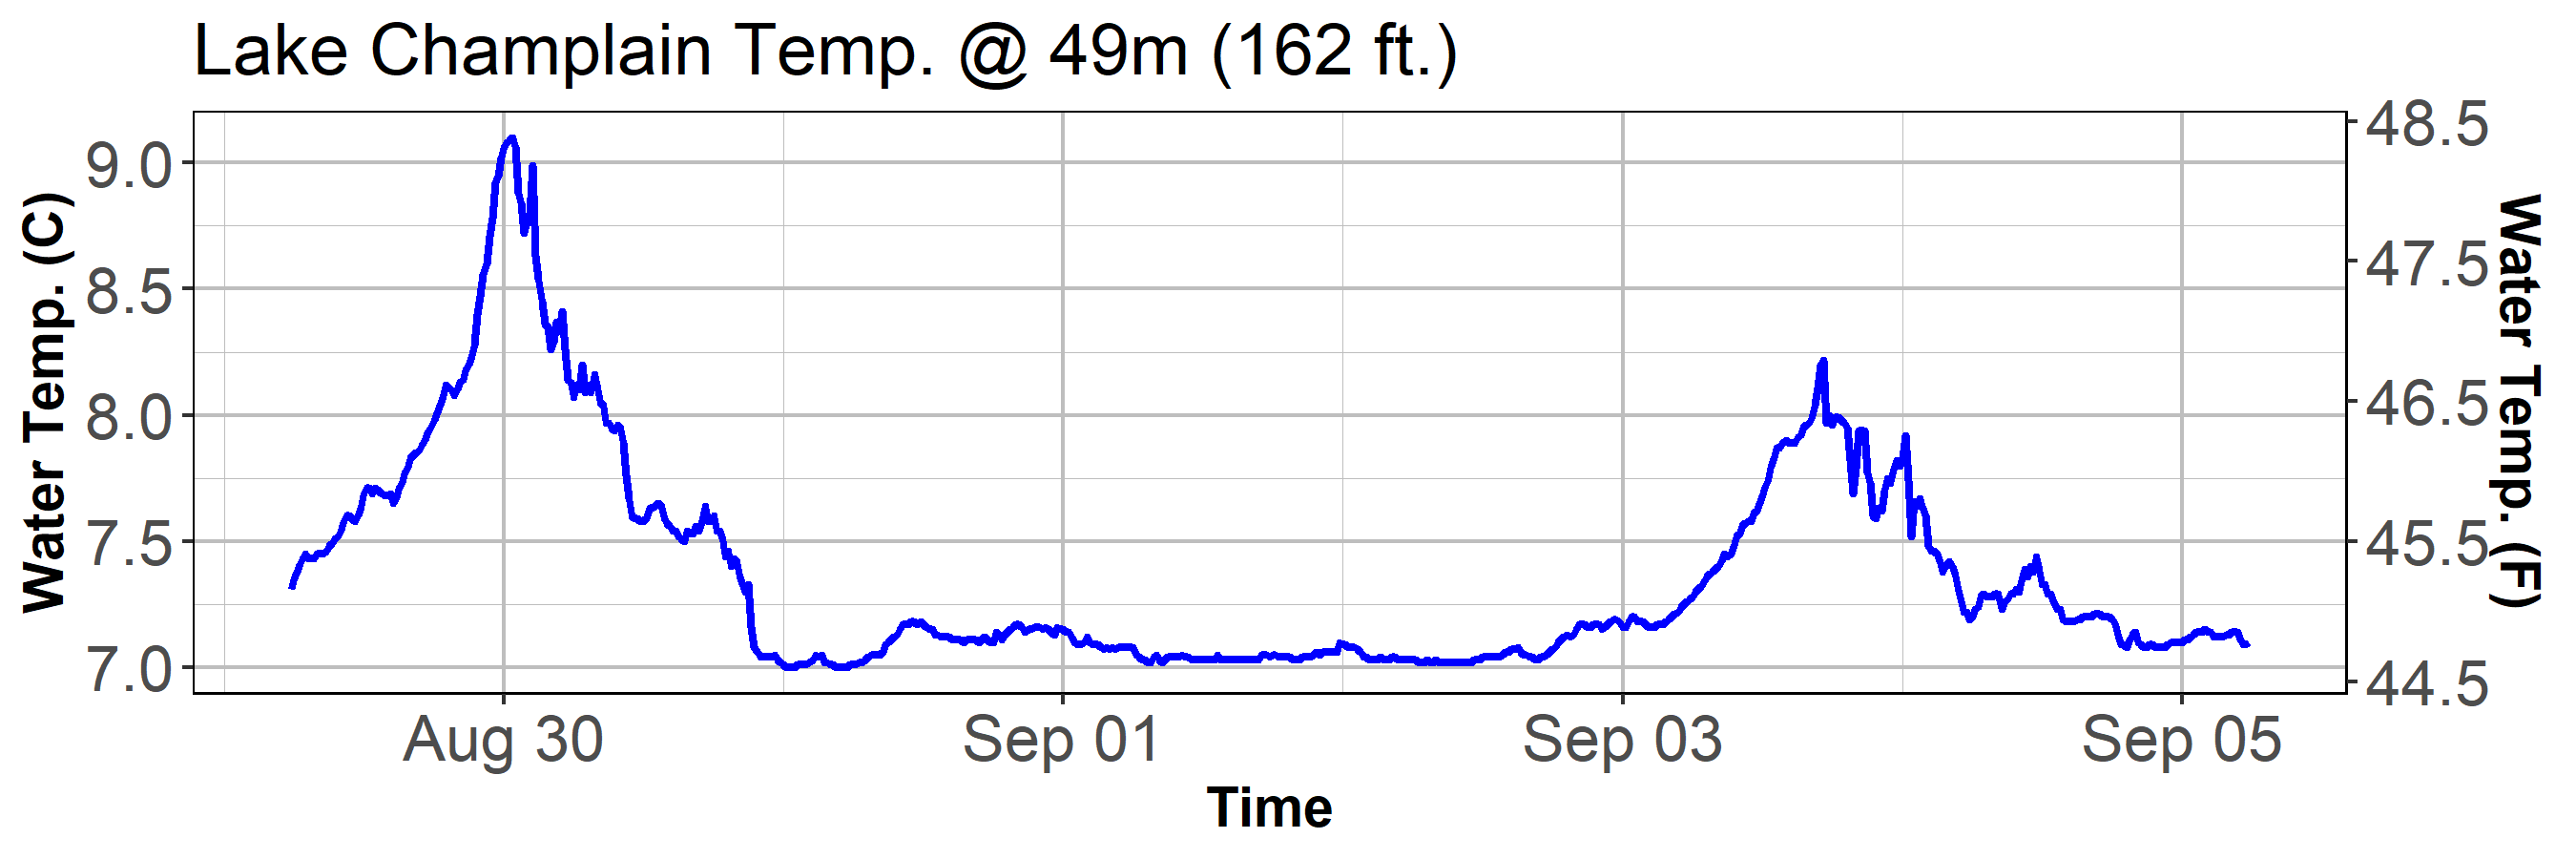 Lake Champlain Temp. @ 49m (162 ft.)
Water Temp. (C)
9.0
8.5
8.0
7.5
7.0
48.5
47.5
46.5
45.5
44.5
Water Temp. (F)
Aug 30 Sep 01 Sep 03 Sep 05
Time